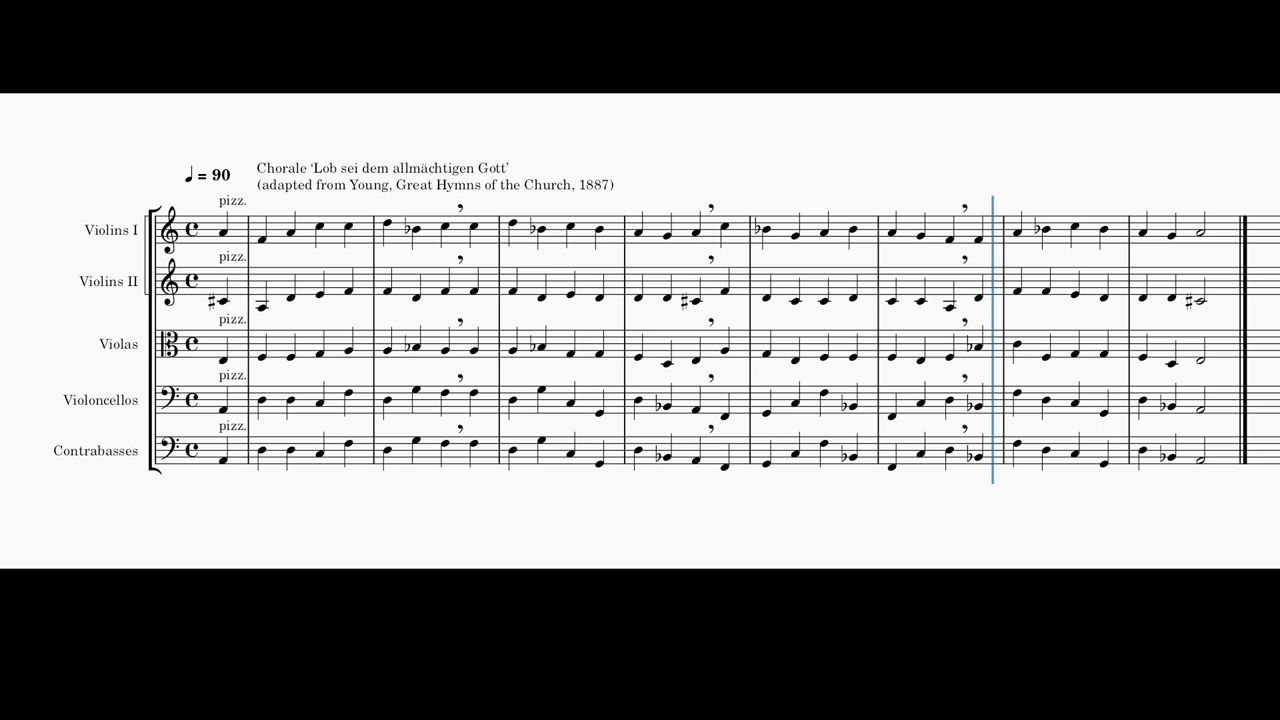 ♩ = 90
Chorale ‘Lob sei dem allmächtigen Gott’
(adapted from Young, Great Hymns of the Church, 1887)
pizz.
Violins I
pizz.
Violins II
pizz.
Violas
pizz.
Violoncellos
pizz.
Contrabasses